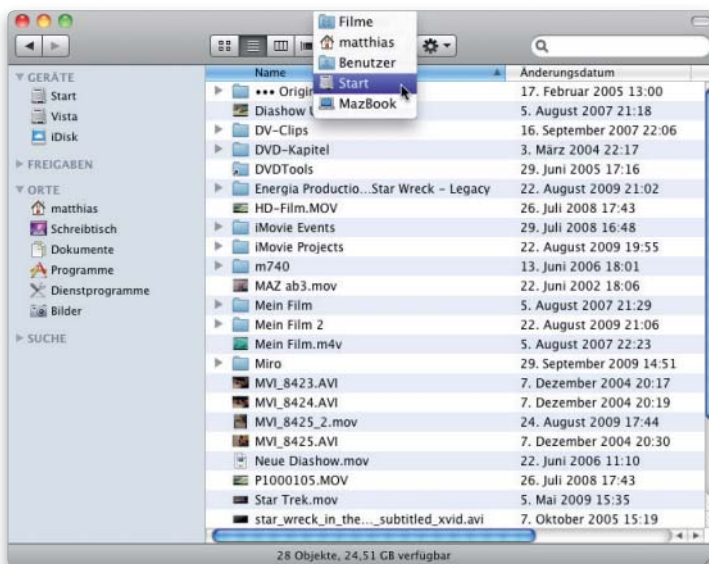 Filme
matthias
Benutzer
Start
MazBook
GERÄTE
Start
Vista
iDisk
FREIGABEN
ORTE
matthias
Schreibtisch
Dokumente
Programme
Dienstprogramme
Bilder
SUCHE
Name Änderungsdatum
••• Origi 17. Februar 2005 13:00
Diashow 5. August 2007 21:18
DV-Clips 16. September 2007 22:06
DVD-Kapitel 3. März 2004 22:17
DVDTools 29. Juni 2005 17:16
Energia Productio...Star Wreck - Legacy 22. August 2009 21:02
HD-Film.MOV 26. Juli 2008 17:43
iMovie Events 29. Juli 2008 16:48
iMovie Projects 22. August 2009 19:55
m740 13. Juni 2006 18:01
MAZ ab3.mov 22. Juni 2002 18:06
Mein Film 5. August 2007 21:29
Mein Film 2 22. August 2009 21:06
Mein Film.m4v 5. August 2007 22:23
Miro 29. September 2009 14:51
MVI_8423.AVI 7. Dezember 2004 20:17
MVI_8424.AVI 7. Dezember 2004 20:19
MVI_8425_2.mov 24. August 2009 17:44
MVI_8425.AVI 7. Dezember 2004 20:30
Neue Diashow.mov 22. Juni 2006 11:10
P1000105.MOV 26. Juli 2008 17:43
Star Trek.mov 5. Mai 2009 15:35
star_wreck_in_the..._subtitled_xvid.avi 7. Oktober 2005 15:19
28 Objekte, 24,51 GB verfügbar